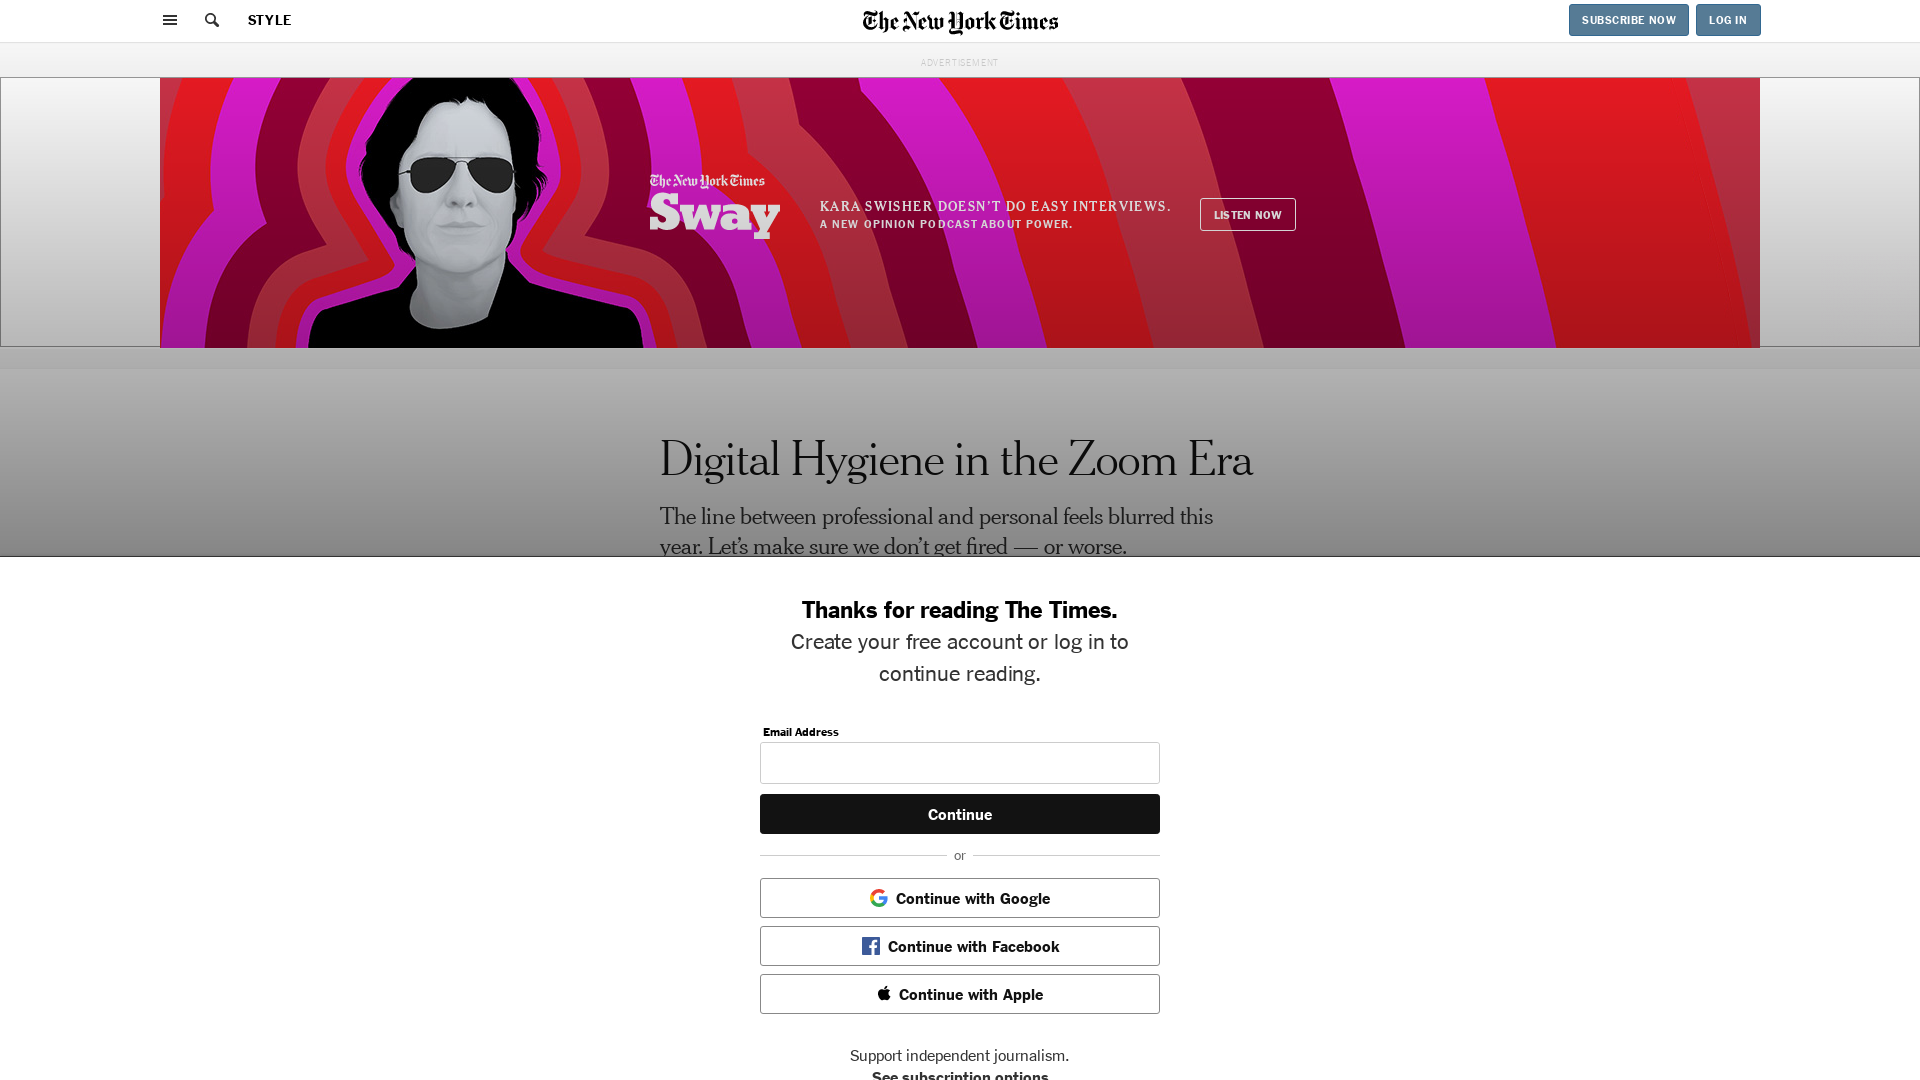 STYLE
The New York Times
SUBSCRIBE NOW
LOG IN
ADVERTISEMENT
The New York Times
Sway
KARA SWISHER DOESN'T DO EASY INTERVIEWS.
A NEW OPINION PODCAST ABOUT POWER.
LISTEN NOW
Digital Hygiene in the Zoom Era
The line between professional and personal feels blurred this
year. Let's make sure we don't get fired — or worse.
Thanks for reading The Times.
Create your free account or log in to
continue reading.
Email Address
Continue
or
Continue with Google
Continue with Facebook
Continue with Apple
Support independent journalism.
See subscription options